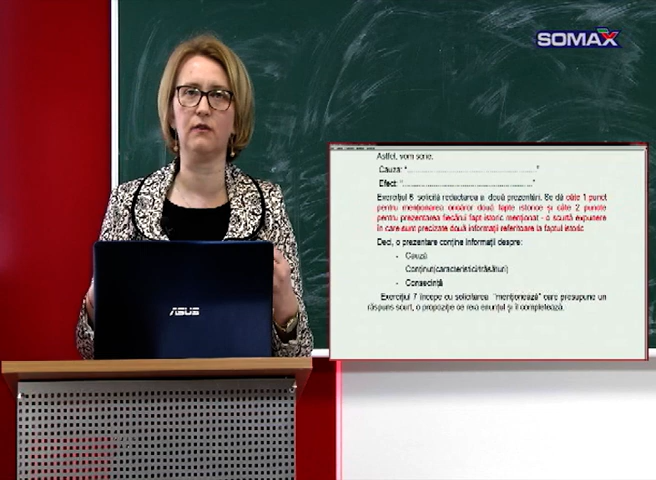 SOMAX
Astfel, vom scrie:
Cauza: "..............................................."
Efect: "..............................................."
Exercițiul 6 solicită redactarea a două prezentări. Se dă câte 1 punct
pentru menționarea oricăror două fapte istorice și câte 2 puncte
pentru prezentarea fiecărui fapt istoric menționat - o scurtă expunere
în care sunt precizate două informații referitoare la faptul istoric
Deci, o prezentare conține informații despre:
- Cauză
Conținut(caracteristici/trăsături)
- Consecință
Exercițiul 7 începe cu solicitarea "menționează" care presupune un
răspuns scurt, o propoziție ce reia enunțul și îl completează.
ASUS